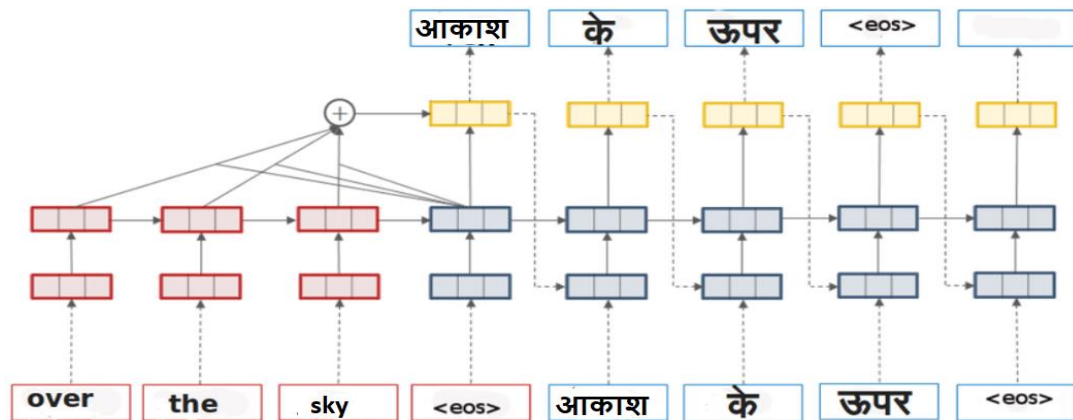 आकाश के ऊपर <eos>
+
over the sky <eos> आकाश के ऊपर <eos>